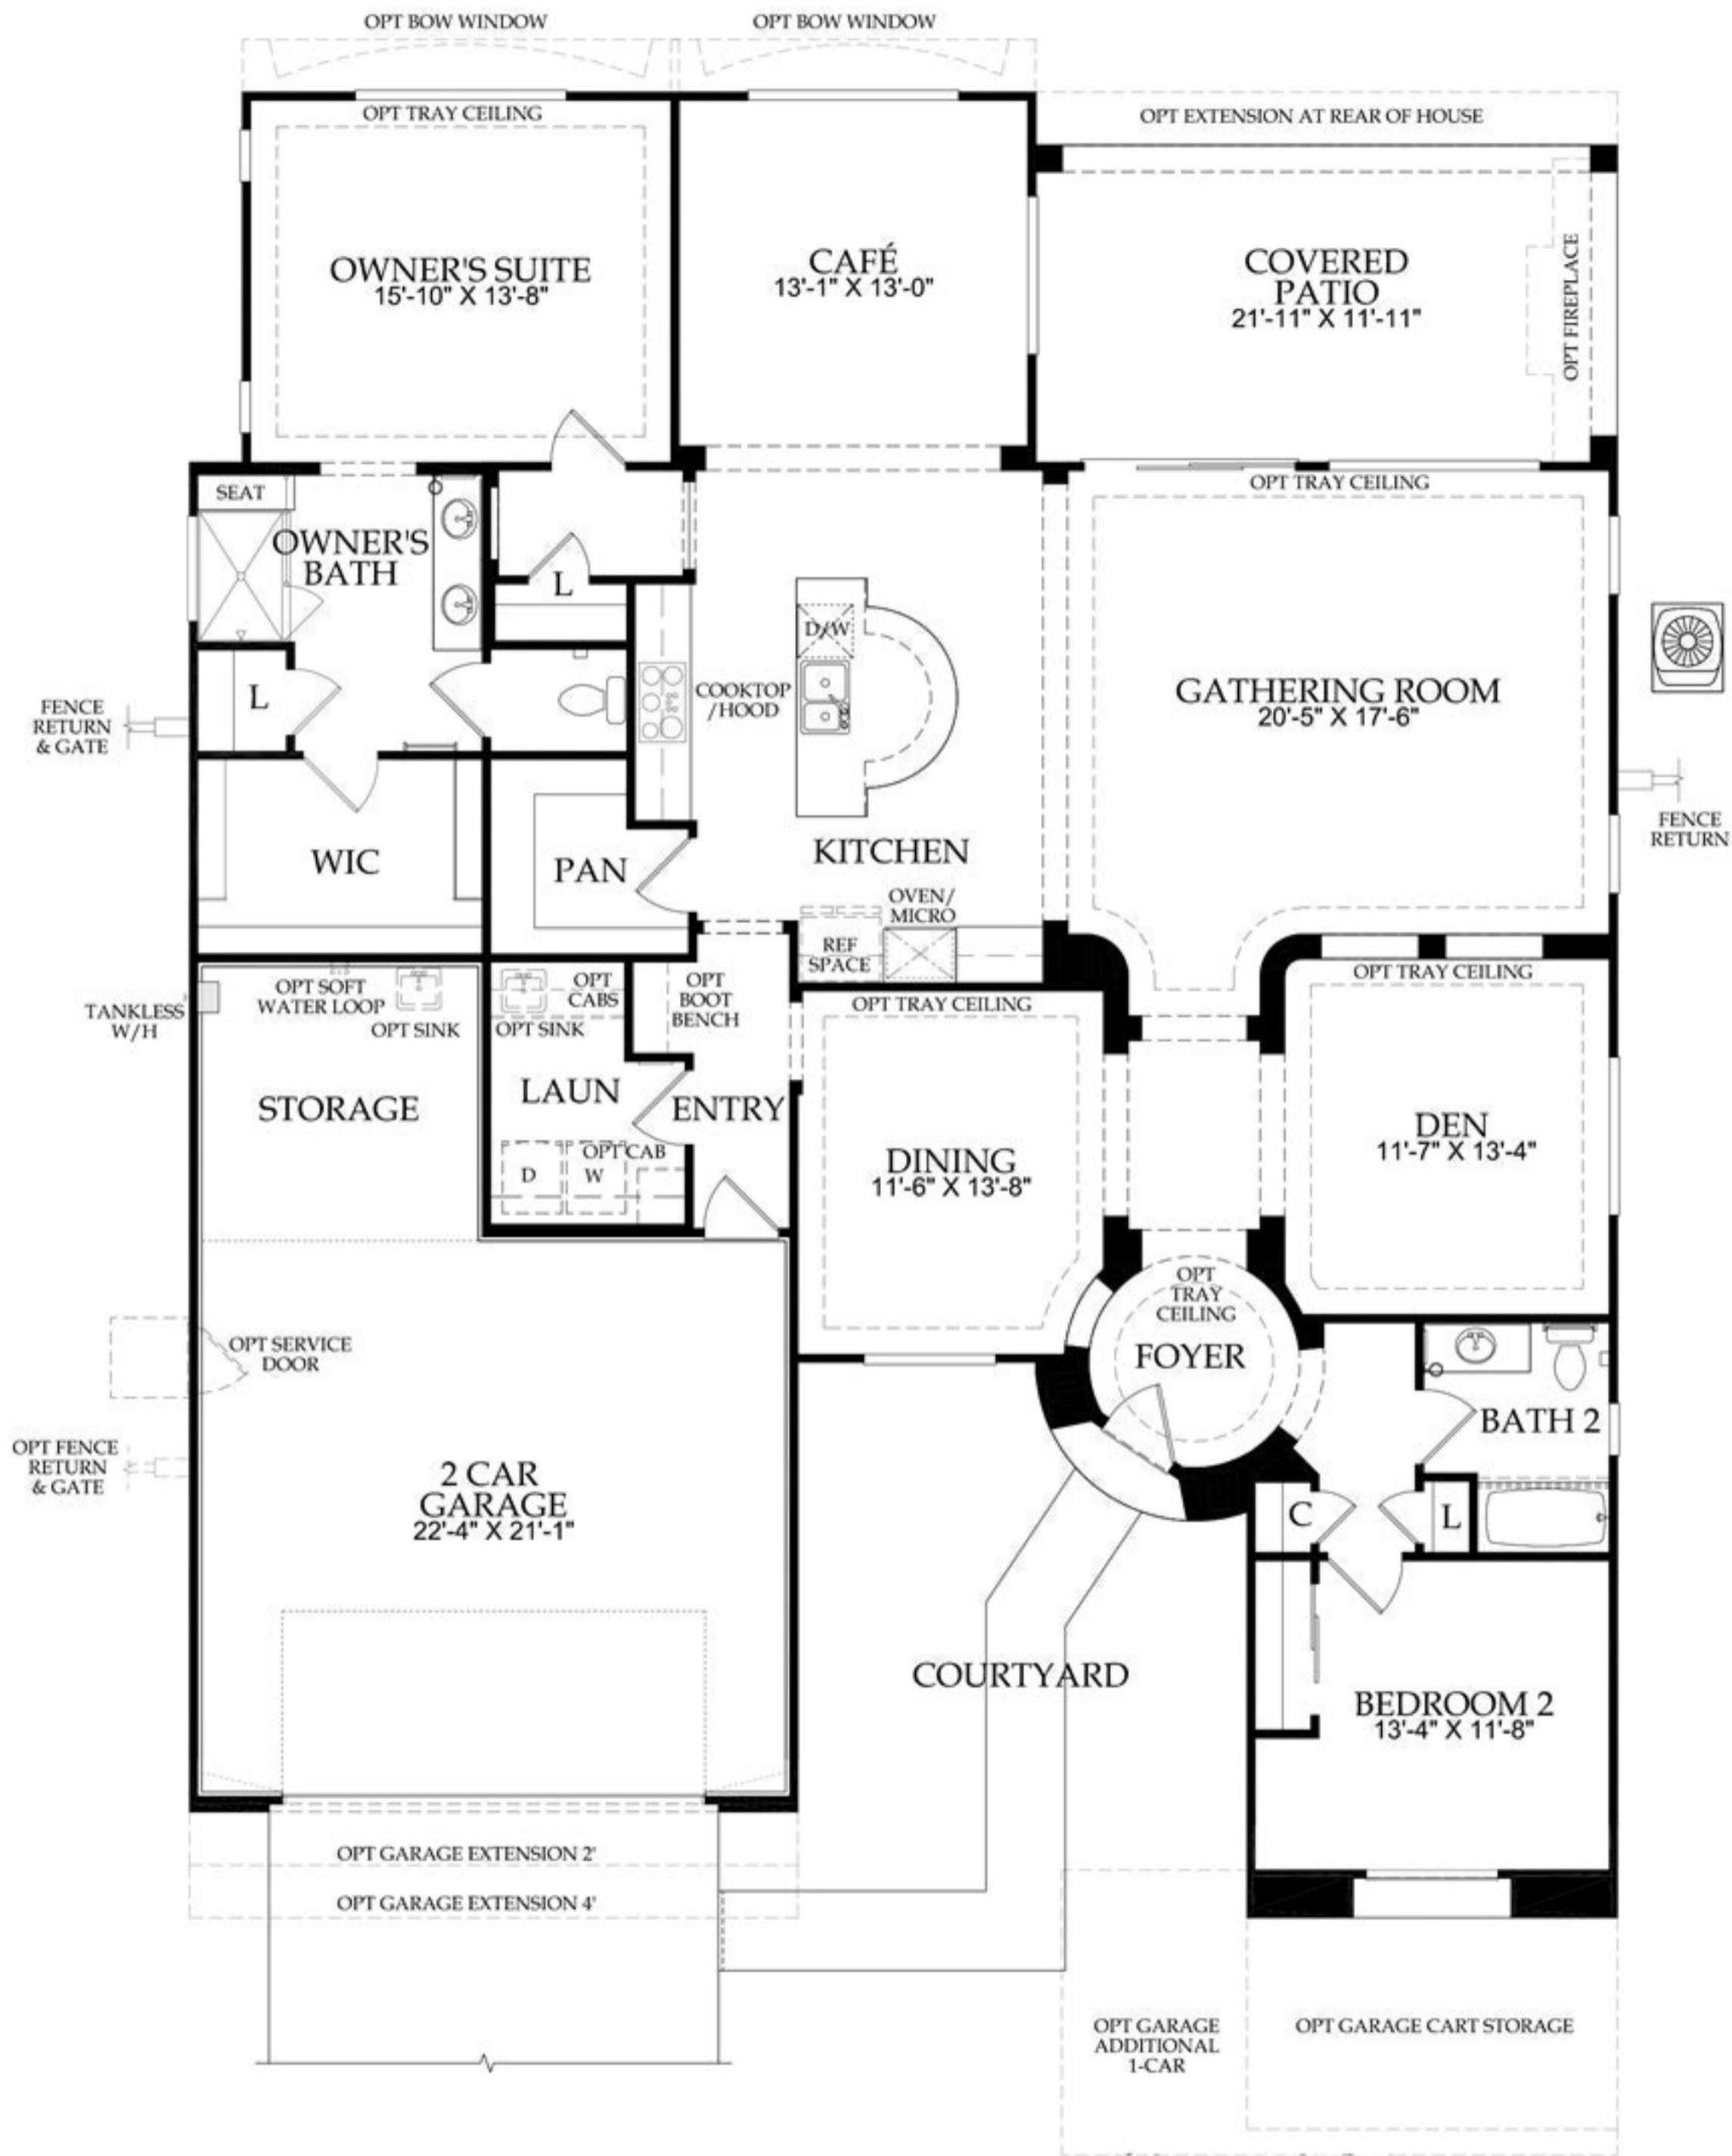 OPT BOW WINDOW
OPT BOW WINDOW
OPT TRAY CEILING
OPT EXTENSION AT REAR OF HOUSE
OWNER'S SUITE
15'-10" X 13'-8"
CAFÉ
13'-1" X 13'-0"
COVERED
PATIO
21'-11" X 11'-11"
OPT FIREPLACE
SEAT
OWNER'S
BATH
L
L
D/W
COOKTOP
/HOOD
OPT TRAY CEILING
GATHERING ROOM
20'-5" X 17'-6"
FENCE
RETURN
& GATE
FENCE
RETURN
WIC
PAN
KITCHEN
OVEN/
MICRO
REF
SPACE
TANKLESS
W/H
OPT SOFT
WATER LOOP
OPT SINK
OPT
CABS
OPT SINK
OPT
BOOT
BENCH
OPT TRAY CEILING
OPT TRAY CEILING
STORAGE
LAUN
ENTRY
OPT CAB
D
W
DINING
11'-6" X 13'-8"
DEN
11'-7" X 13'-4"
OPT
TRAY
CEILING
FOYER
OPT SERVICE
DOOR
BATH 2
OPT FENCE
RETURN
& GATE
2 CAR
GARAGE
22'-4" X 21'-1"
C
L
COURTYARD
BEDROOM 2
13'-4" X 11'-8"
OPT GARAGE EXTENSION 2'
OPT GARAGE EXTENSION 4'
OPT GARAGE
ADDITIONAL
1-CAR
OPT GARAGE CART STORAGE